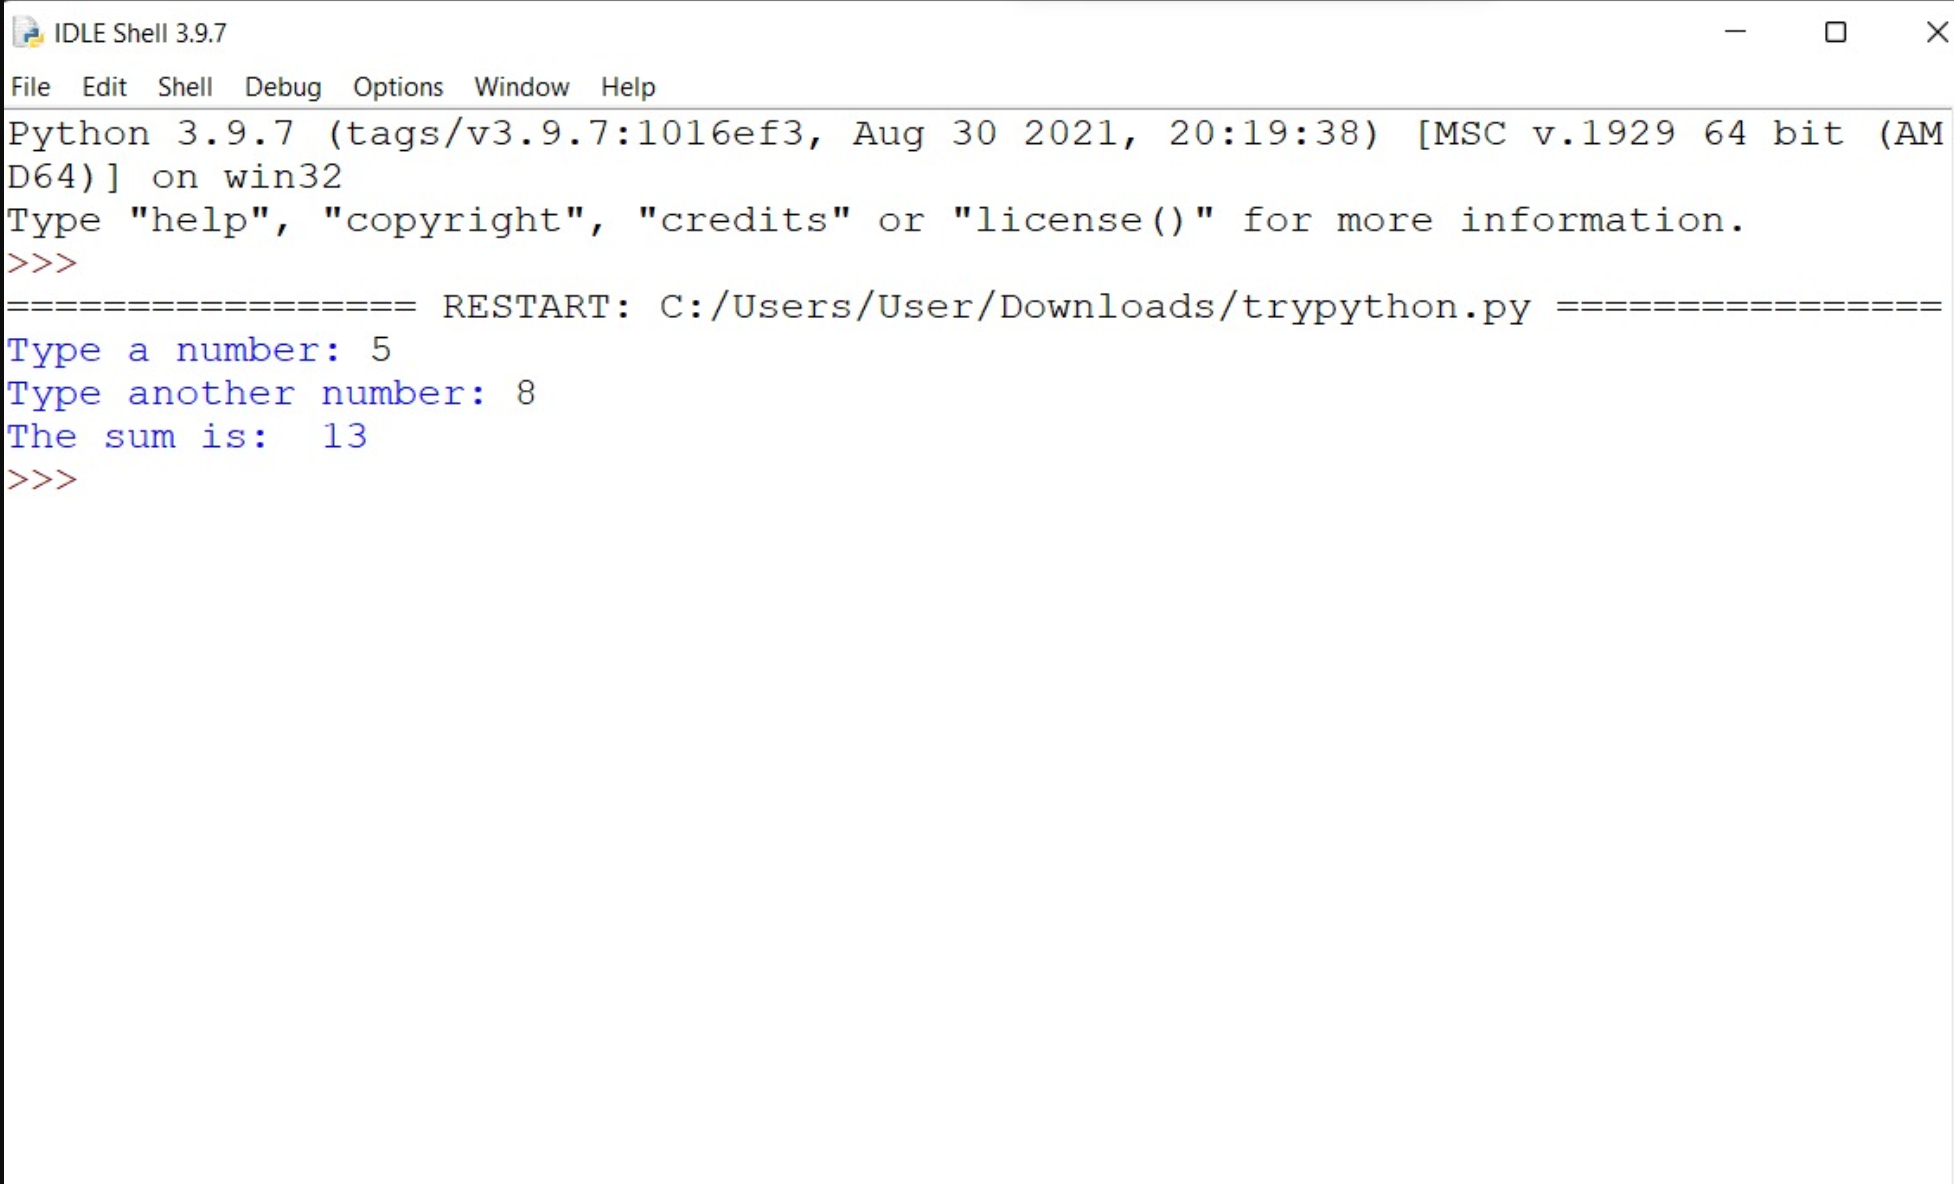 IDLE Shell 3.9.7
File Edit Shell Debug Options Window Help
Python 3.9.7 (tags/v3.9.7:1016ef3, Aug 30 2021, 20:19:38) [MSC v.1929 64 bit (AM
D64)] on win32
Type "help", "copyright", "credits" or "license()" for more information.
>>>
================= RESTART: C:/Users/User/Downloads/trypython.py ================
Type a number: 5
Type another number: 8
The sum is:  13
>>>